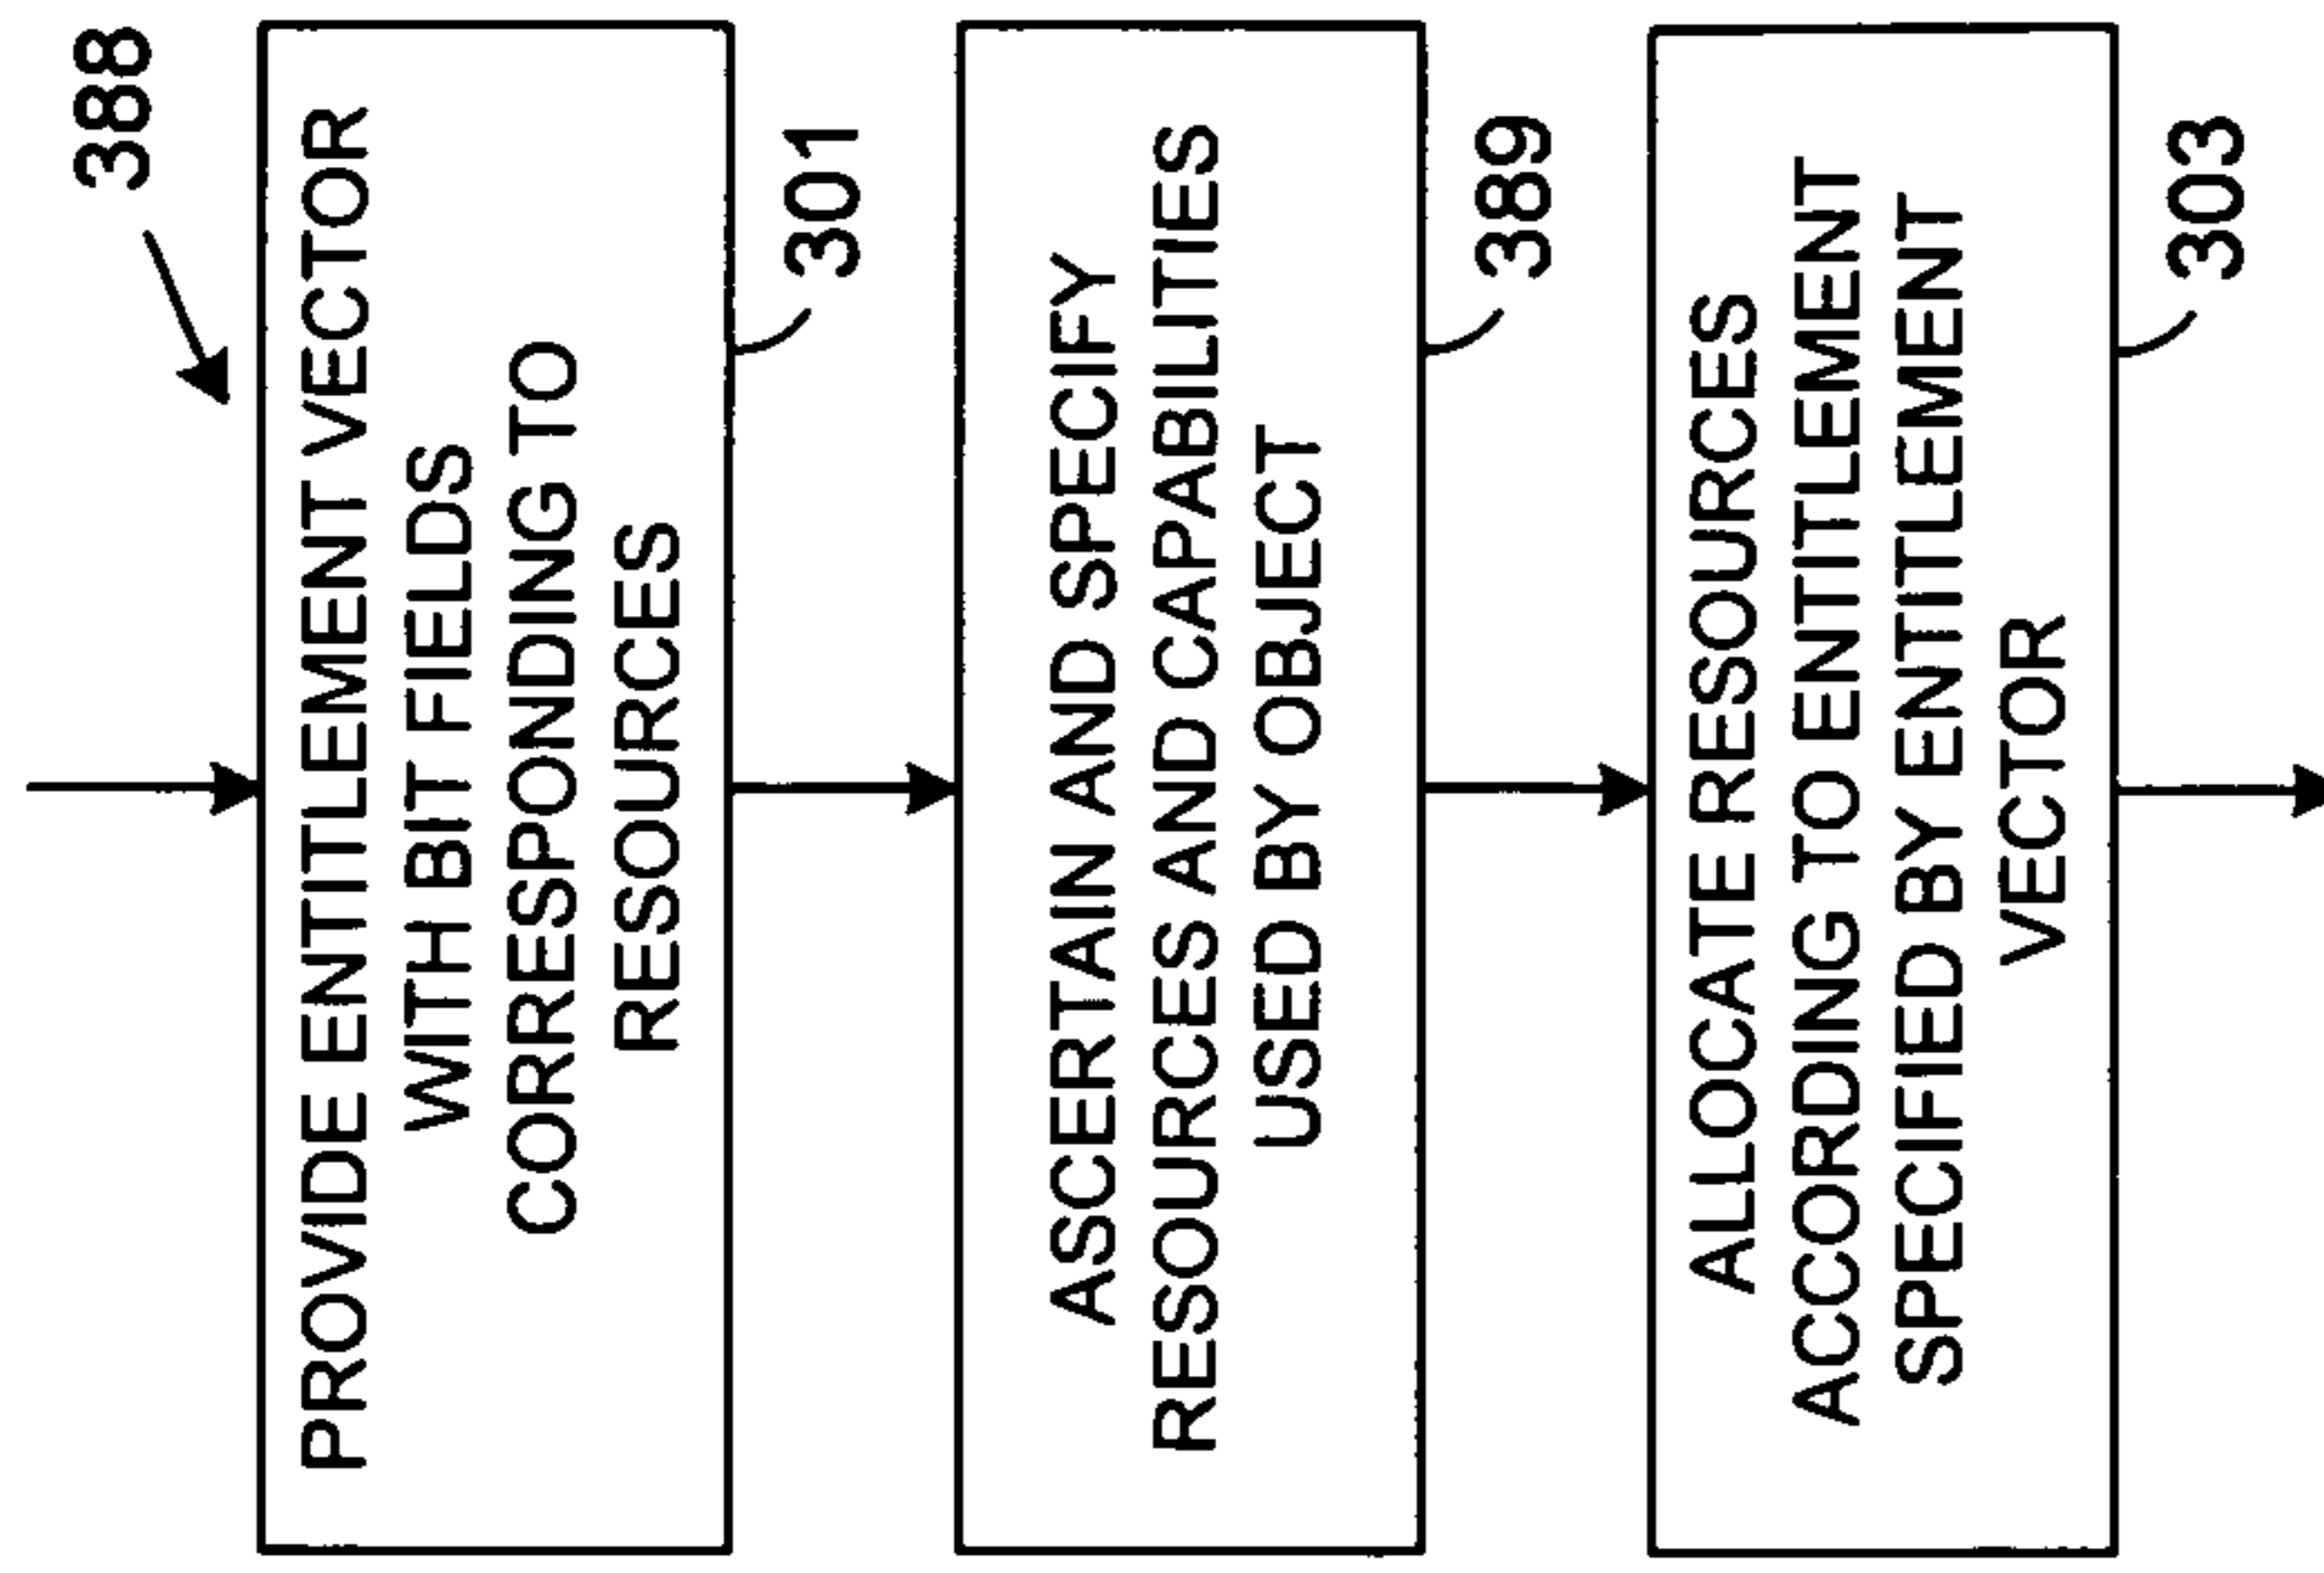 388
PROVIDE ENTITLEMENT VECTOR
WITH BIT FIELDS
CORRESPONDING TO
RESOURCES
301
ASCERTAIN AND SPECIFY
RESOURCES AND CAPABILITIES
USED BY OBJECT
389
ALLOCATE RESOURCES
ACCORDING TO ENTITLEMENT
SPECIFIED BY ENTITLEMENT
VECTOR
303